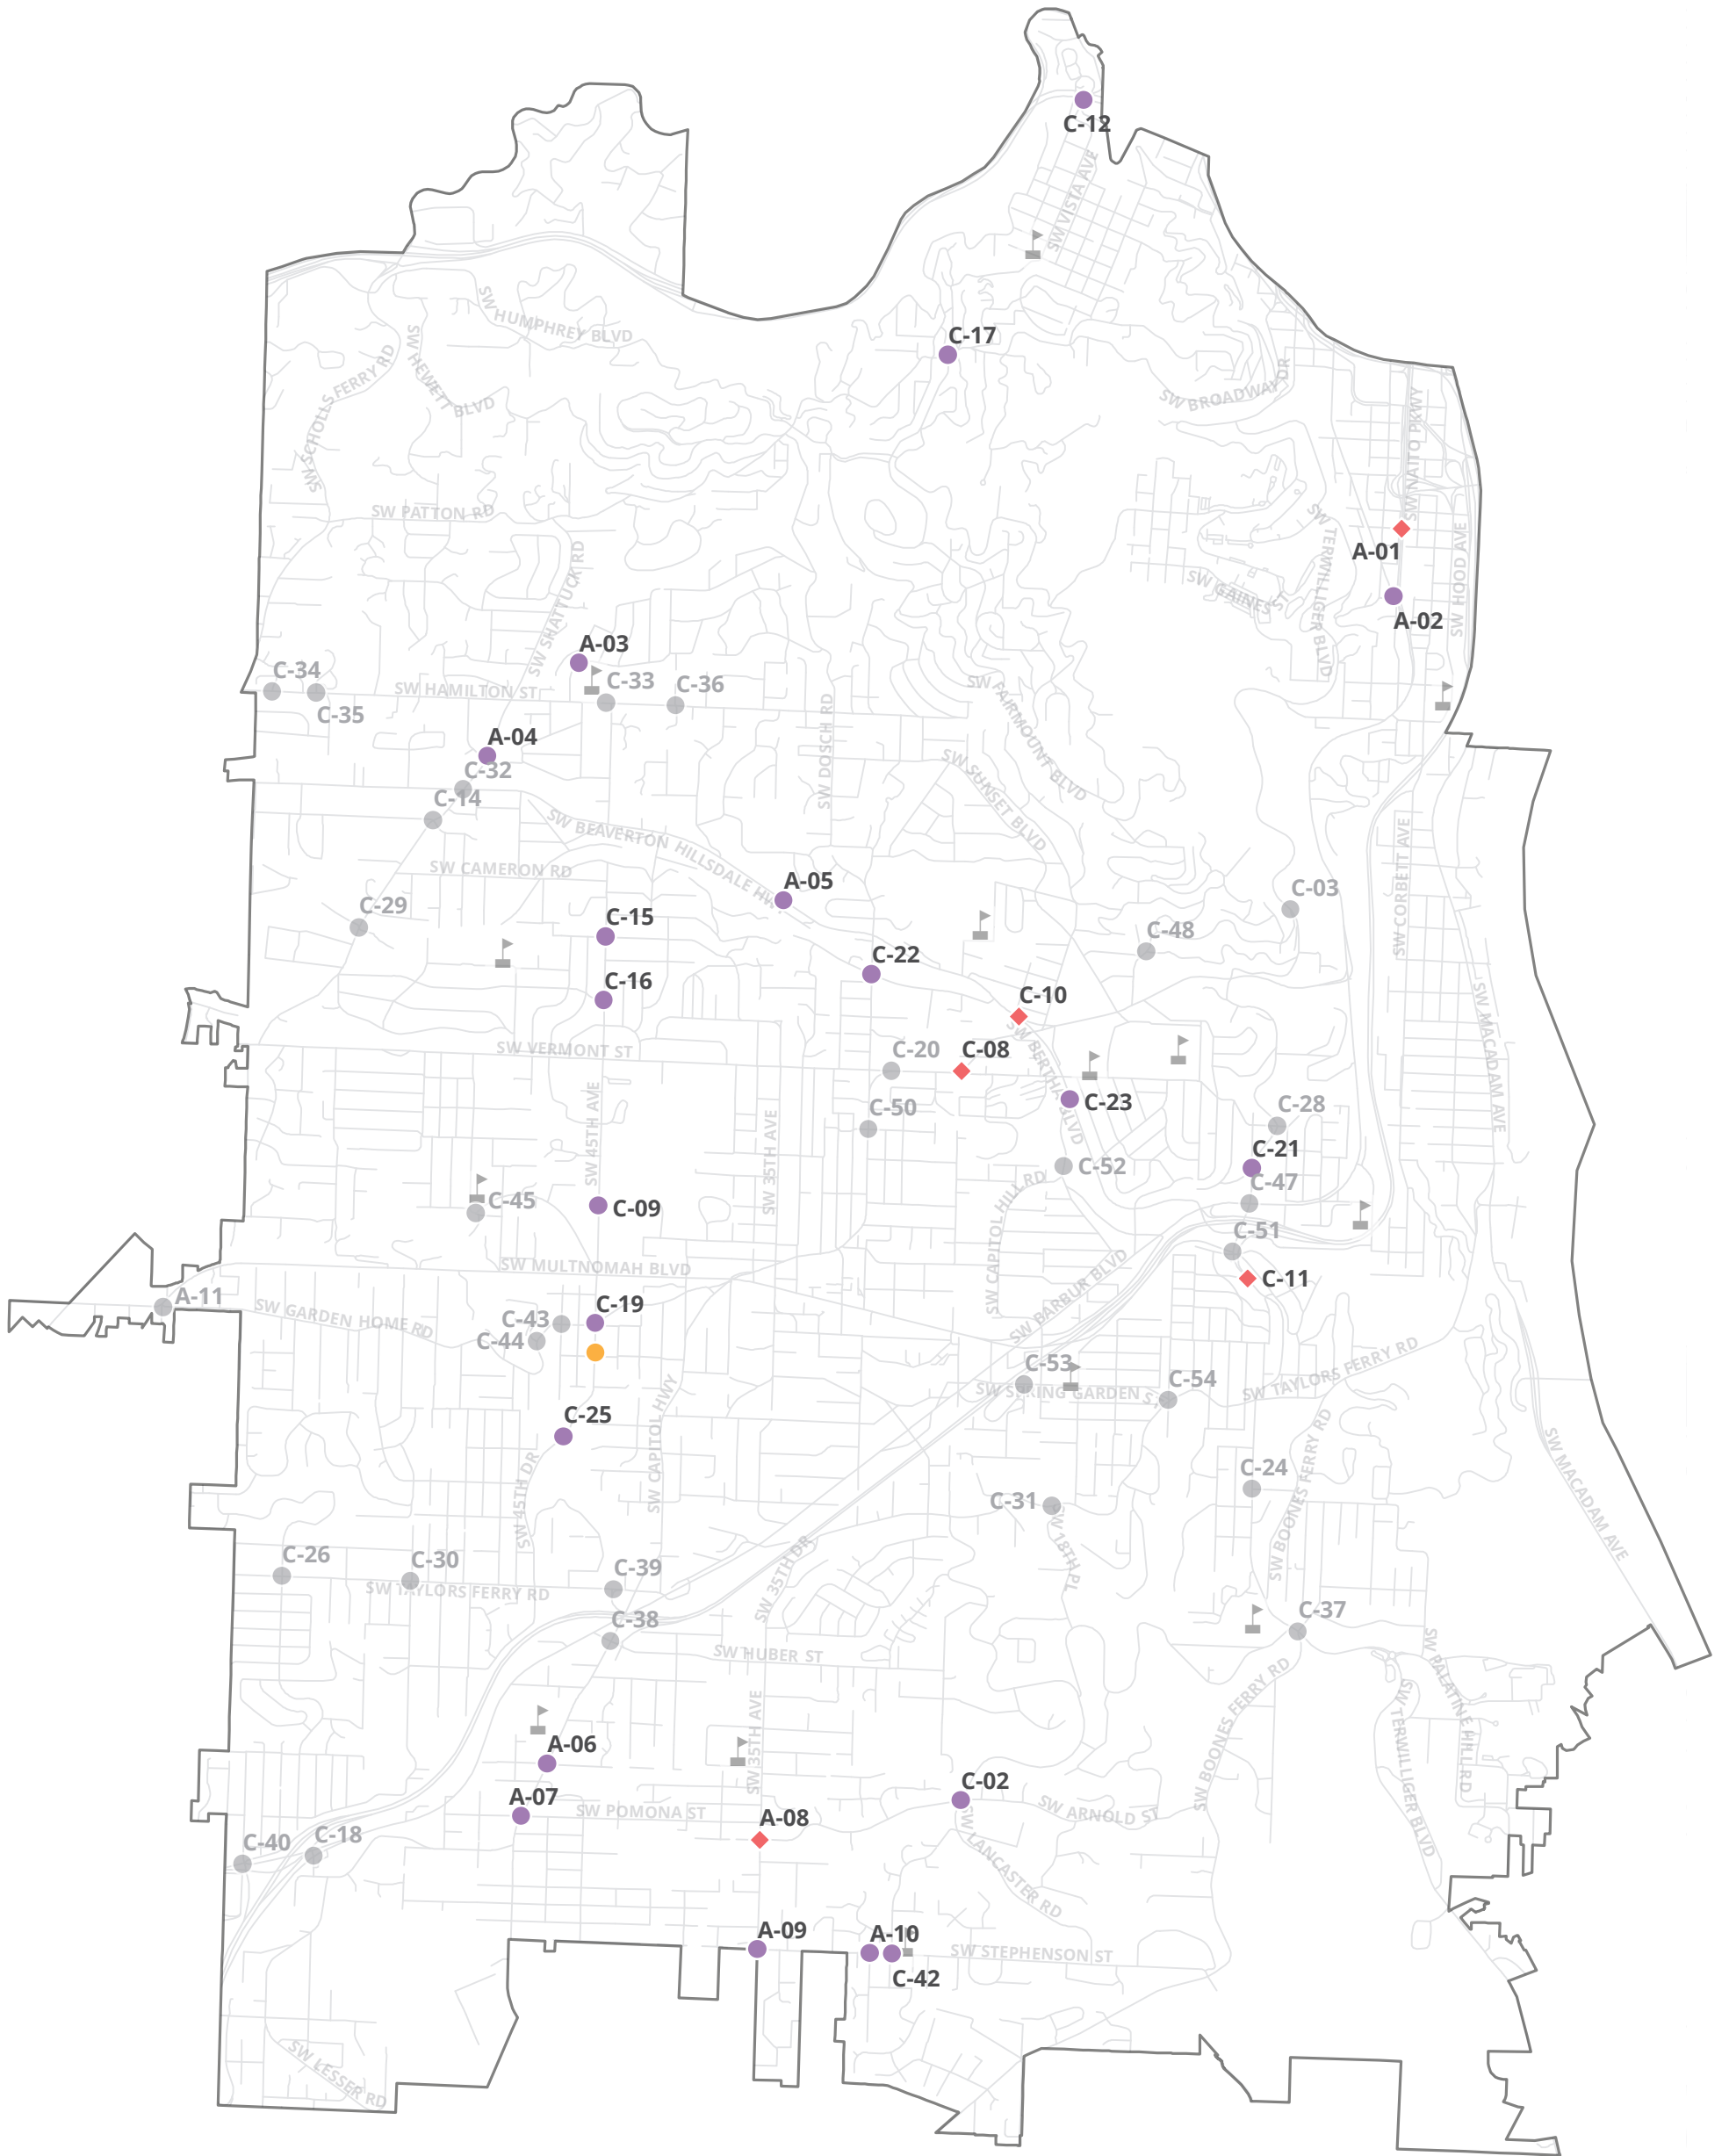 C-12
SW VISTA AVE
C-17
SW HUMPHREY BLVD
SW SCHOLLS FERRY RD
SW HEWETT BLVD
SW BROADWAY DR
SW NAITO PKWY
SW PATTON RD
A-01
SW TERWILLIGER BLVD
SW HOOD AVE
SW GAINES ST
A-02
SW SHATTUCK RD
A-03
C-34
C-35
SW HAMILTON ST
C-33
C-36
SW FAIRMOUNT BLVD
SW DOSCH RD
A-04
C-32
C-14
SW SUNSET BLVD
SW BEAVERTON HILLSDALE HWY
SW CAMERON RD
A-05
C-03
SW CORBETT AVE
C-29
C-15
C-48
C-22
C-16
C-10
SW MACADAM AVE
SW VERMONT ST
C-20
C-08
SW BERTHA BLVD
C-23
C-50
C-28
SW 45TH AVE
SW 35TH AVE
C-21
C-52
C-47
SW CAPITOL HILL RD
C-45
C-09
C-51
SW MULTNOMAH BLVD
C-11
SW BARBUR BLVD
A-11
SW GARDEN HOME RD
C-43
C-19
C-44
C-53
SW SPRING GARDEN ST
C-54
SW TAYLORS FERRY RD
C-25
SW CAPITOL HWY
SW 45TH DR
SW BOONES FERRY RD
C-24
SW MACADAM AVE
C-31
SW 18TH PL
C-26
C-30
SW TAYLORS FERRY RD
C-39
SW 35TH DR
C-38
C-37
SW HUBER ST
SW PALATINE HILL RD
SW BOONES FERRY RD
SW TERWILLIGER BLVD
SW 35TH AVE
A-06
A-07
SW POMONA ST
A-08
C-02
SW ARNOLD ST
SW LANCASTER RD
C-40
C-18
A-09
A-10
C-42
SW STEPHENSON ST
SW LESSER RD